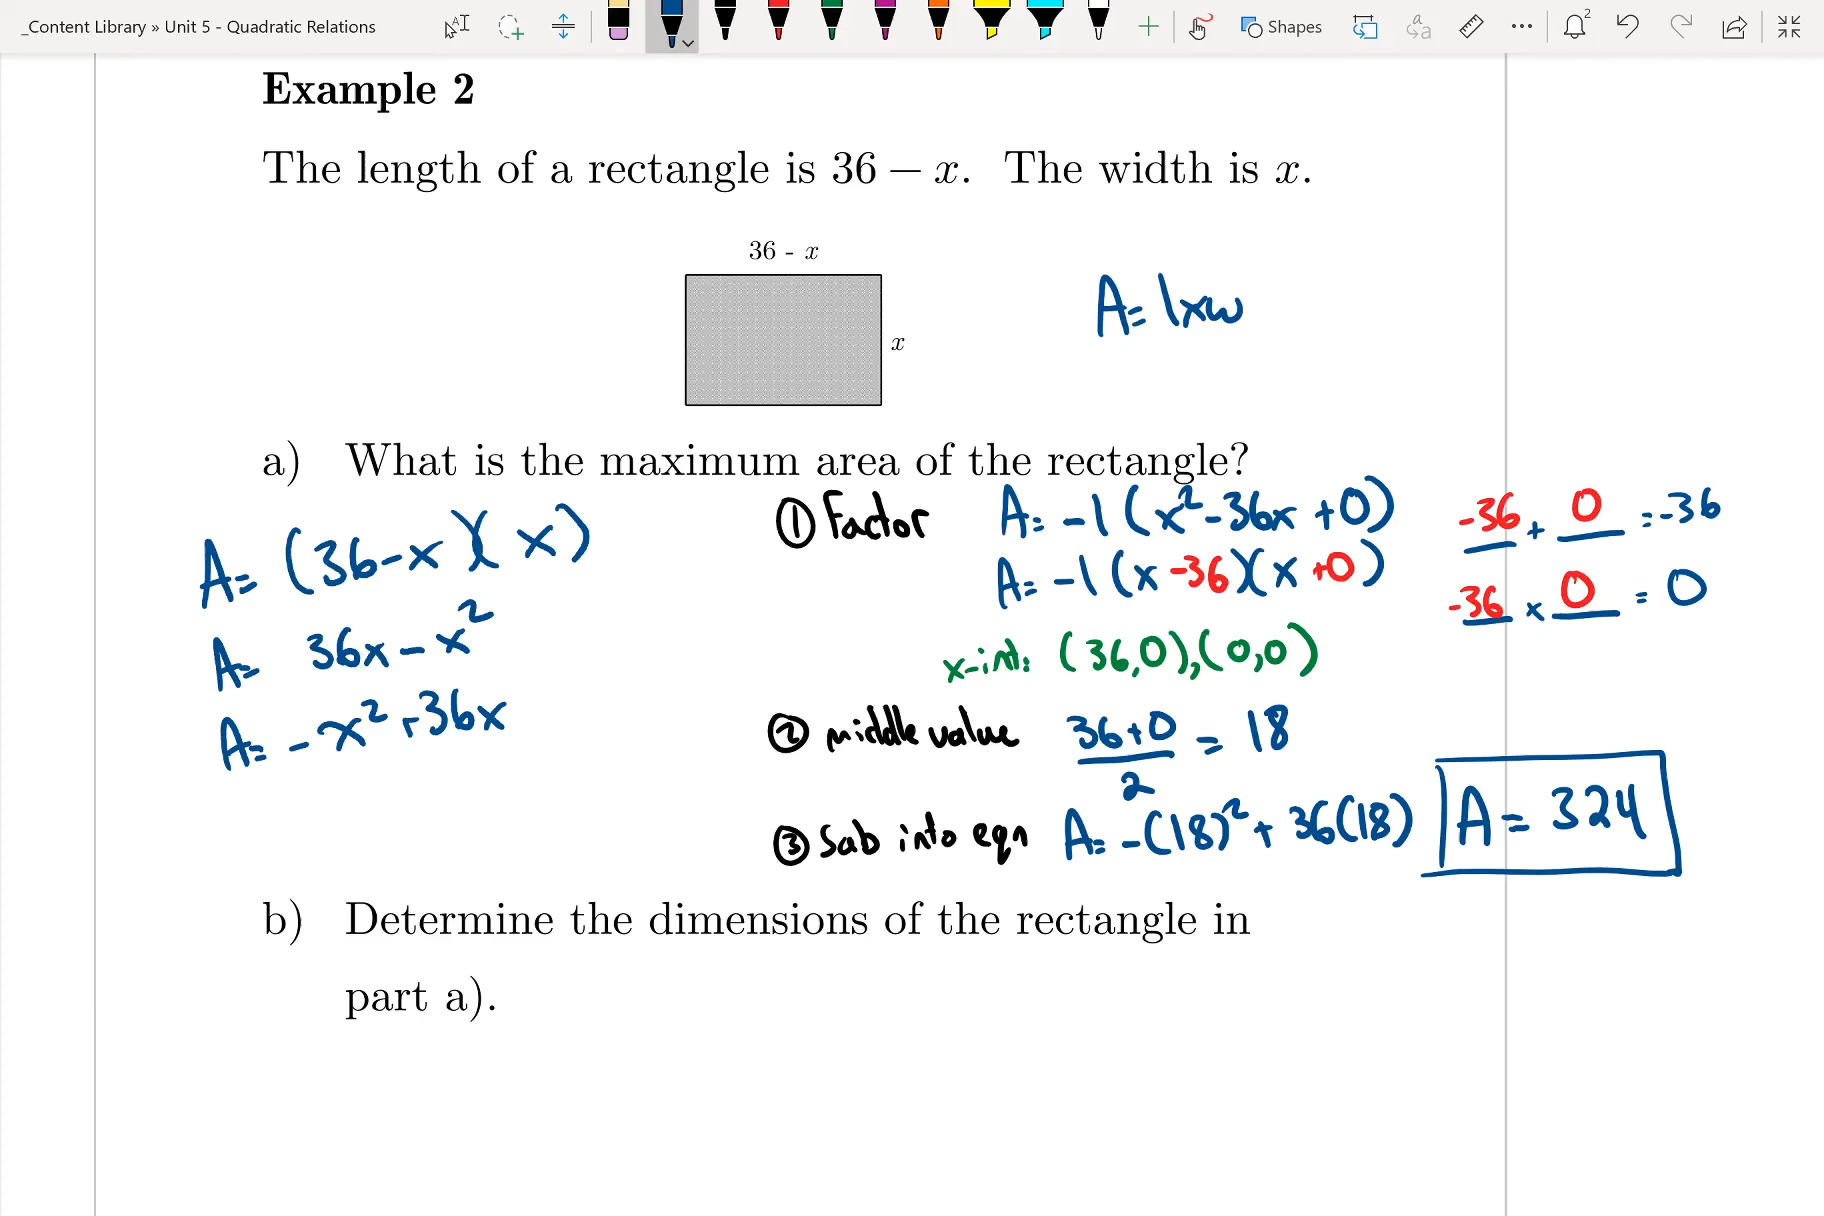 _Content Library » Unit 5 - Quadratic Relations
Shapes
2
Example 2
The length of a rectangle is 36 − x. The width is x.
36 - x
x
A= l×w
a) What is the maximum area of the rectangle?
A= (36-x)(x)
A= 36x - x²
A= -x² +36x
① Factor A= -1(x²-36x+0)
A= -1(x-36)(x+0)
-36 + 0 = -36
-36 × 0 = 0
x-int: (36,0),(0,0)
② middle value 36+0/2 = 18
③ Sub into eqn A= -(18)² + 36(18)
A = 324
b) Determine the dimensions of the rectangle in
part a).